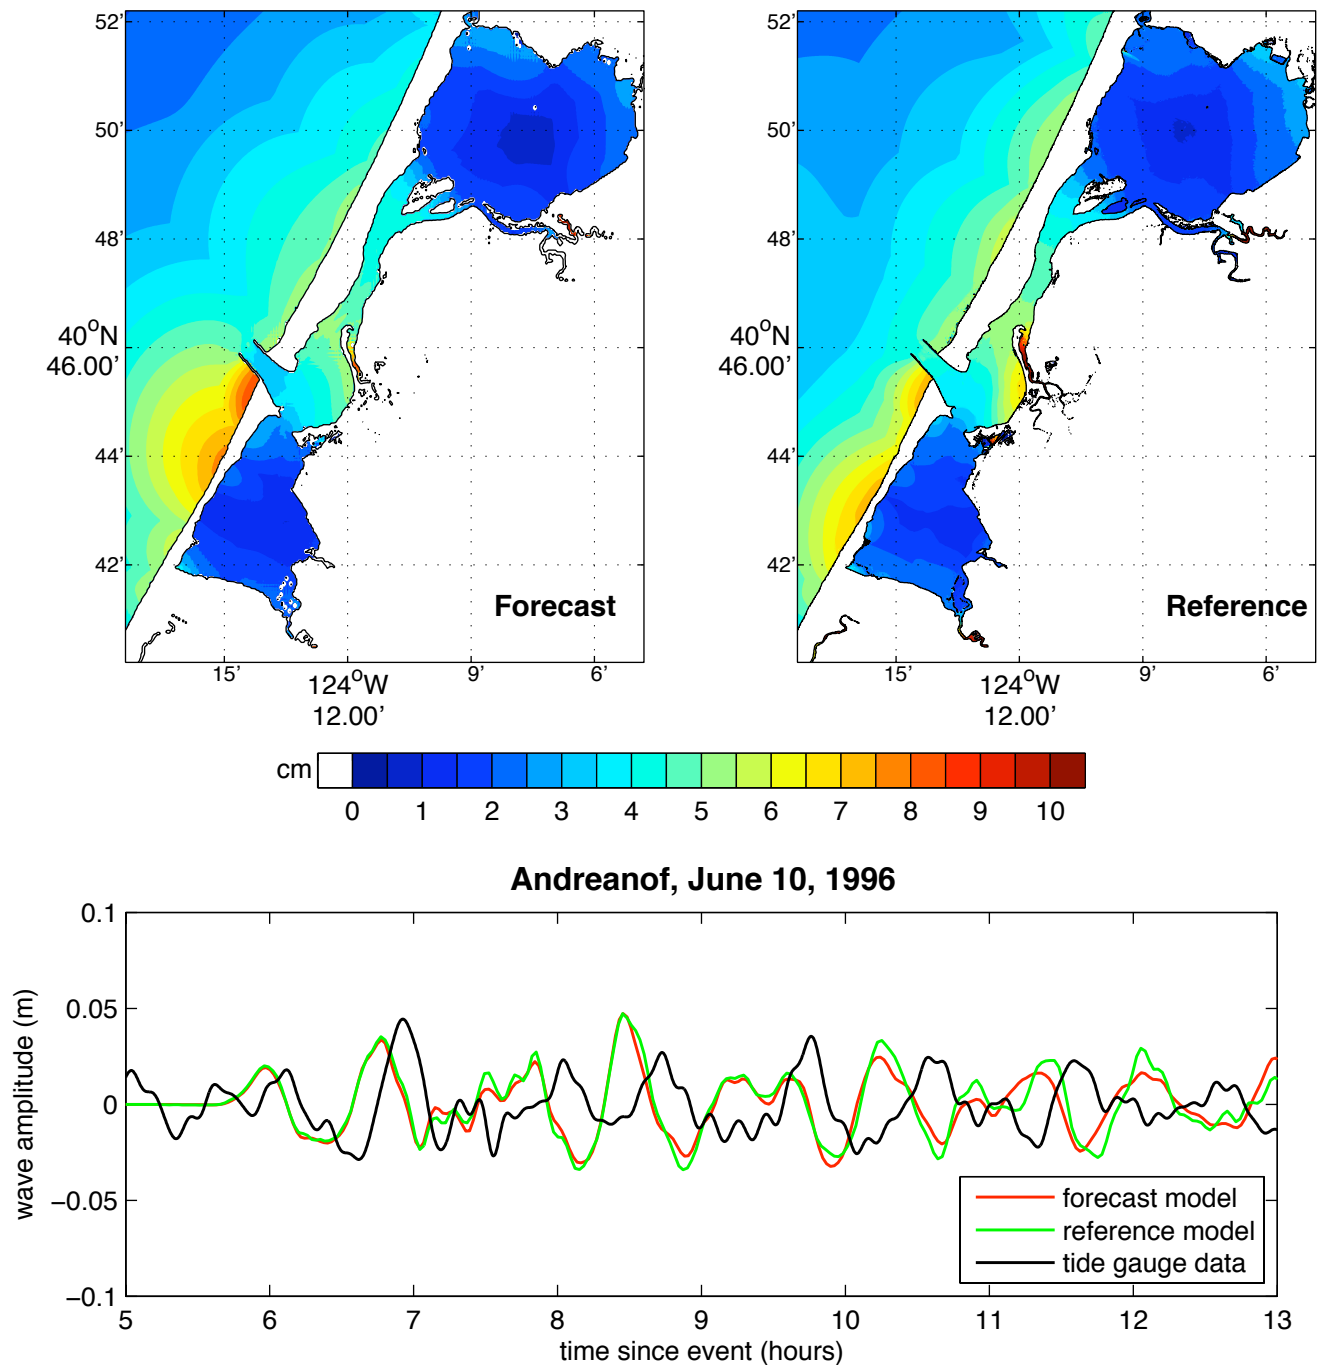 52'
50'
48'
40°N
46.00'
44'
42'
Forecast
15'
124°W
12.00'
9'
6'
52'
50'
48'
40°N
46.00'
44'
42'
Reference
15'
124°W
12.00'
9'
6'
cm
0 1 2 3 4 5 6 7 8 9 10
Andreanof, June 10, 1996
wave amplitude (m)
0.1
0.05
0
−0.05
−0.1
forecast model
reference model
tide gauge data
5 6 7 8 9 10 11 12 13
time since event (hours)